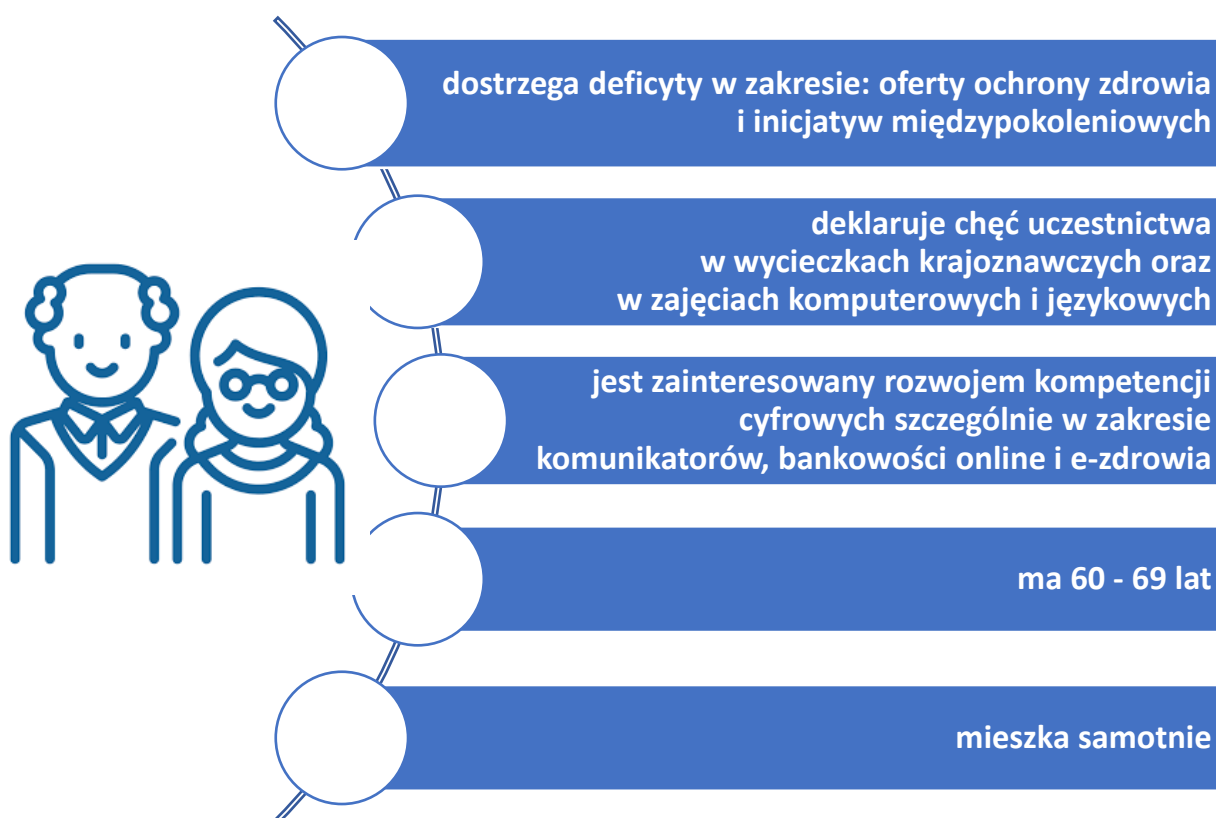 dostrzega deficyty w zakresie: oferty ochrony zdrowia
i inicjatyw międzypokoleniowych
deklaruje chęć uczestnictwa
w wycieczkach krajoznawczych oraz
w zajęciach komputerowych i językowych
jest zainteresowany rozwojem kompetencji
cyfrowych szczególnie w zakresie
komunikatorów, bankowości online i e-zdrowia
ma 60 - 69 lat
mieszka samotnie